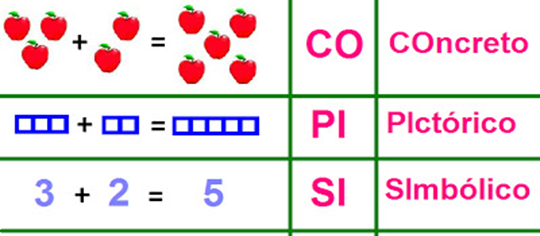 + = CO COncreto
+ = PI PIctórico
3 + 2 = 5 SI SImbólico